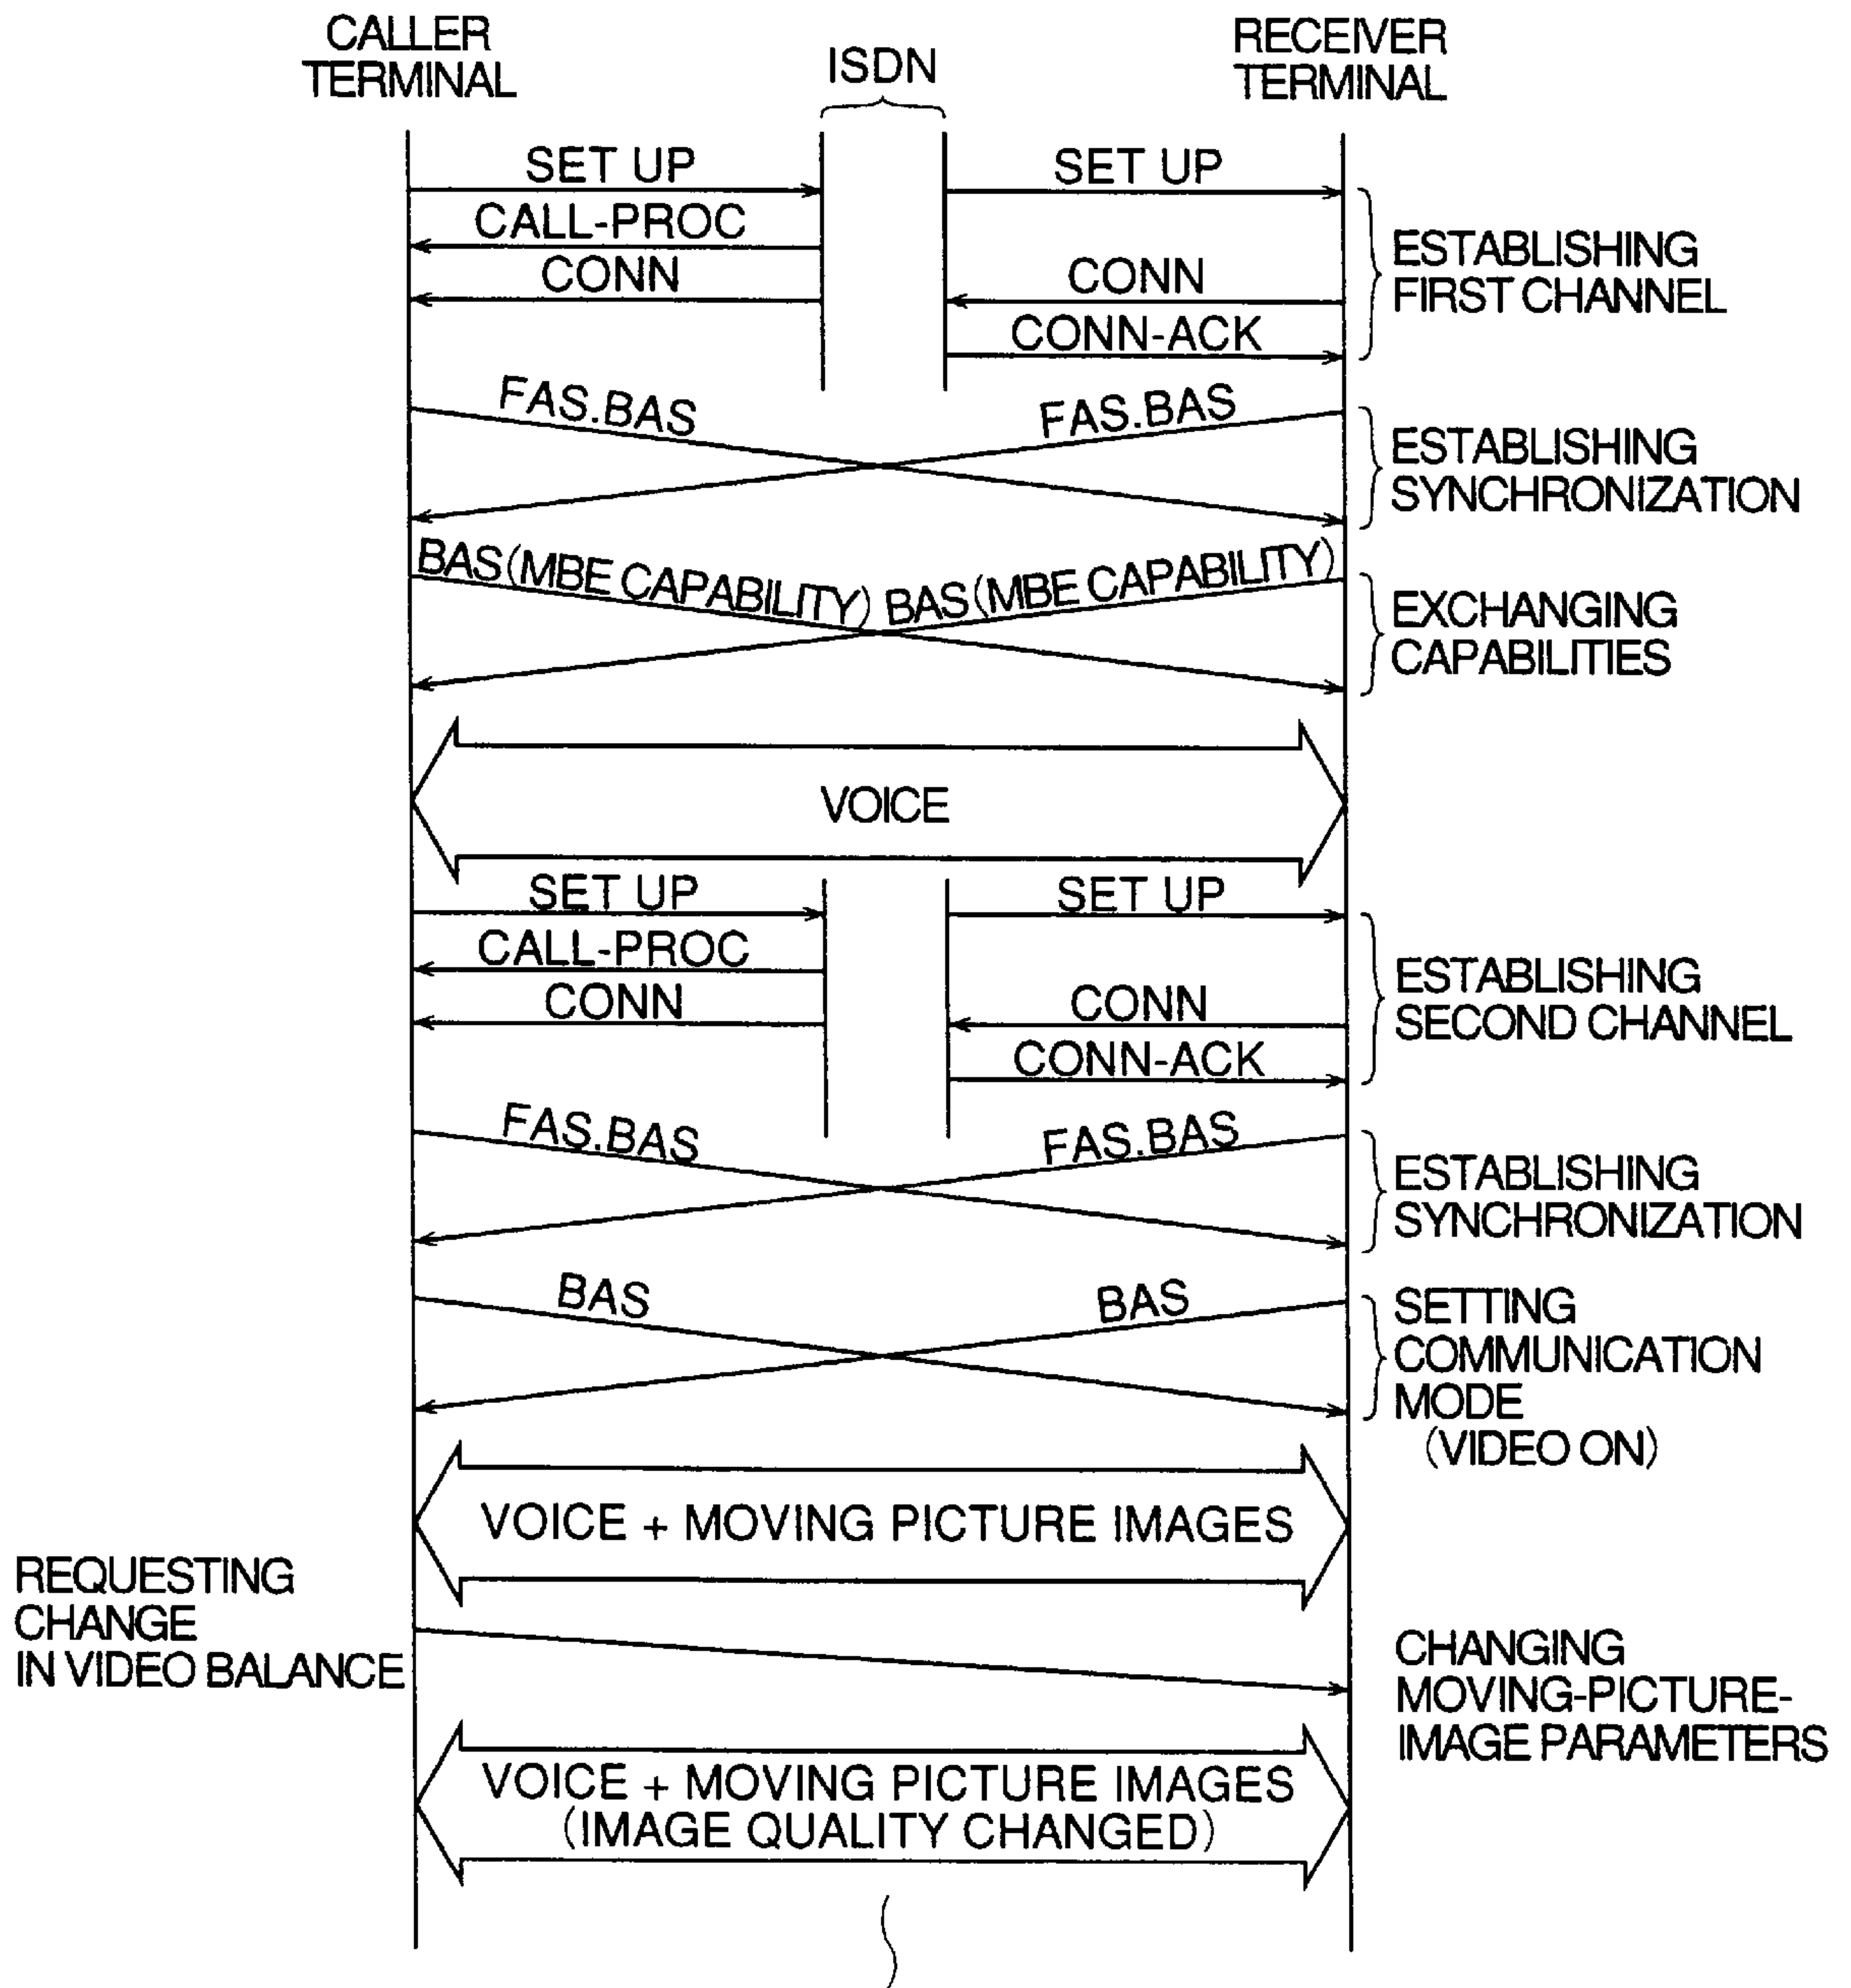 CALLER
TERMINAL
ISDN
RECEIVER
TERMINAL
SET UP
SET UP
CALL-PROC
CONN
CONN
CONN-ACK
ESTABLISHING
FIRST CHANNEL
FAS.BAS
FAS.BAS
ESTABLISHING
SYNCHRONIZATION
BAS(MBE CAPABILITY)
BAS(MBE CAPABILITY)
EXCHANGING
CAPABILITIES
VOICE
SET UP
SET UP
CALL-PROC
CONN
CONN
CONN-ACK
ESTABLISHING
SECOND CHANNEL
FAS.BAS
FAS.BAS
ESTABLISHING
SYNCHRONIZATION
BAS
BAS
SETTING
COMMUNICATION
MODE
(VIDEO ON)
VOICE + MOVING PICTURE IMAGES
REQUESTING
CHANGE
IN VIDEO BALANCE
CHANGING
MOVING-PICTURE-
IMAGE PARAMETERS
VOICE + MOVING PICTURE IMAGES
(IMAGE QUALITY CHANGED)